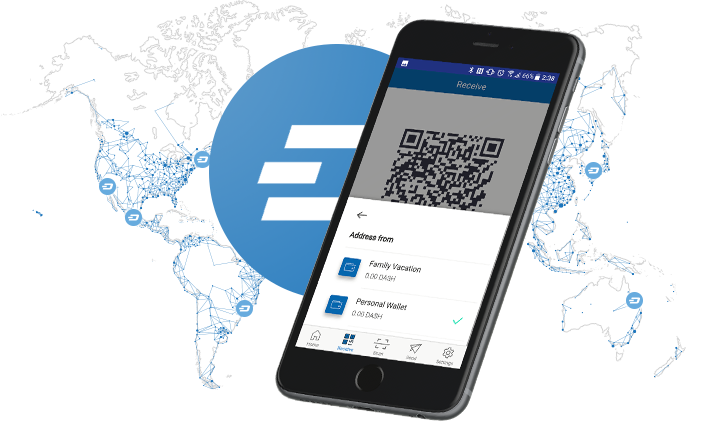 66% 2:38
Receive
Address from
Family Vacation
0.00 DASH
Personal Wallet
0.00 DASH
Home
Receive
Scan
Send
Settings